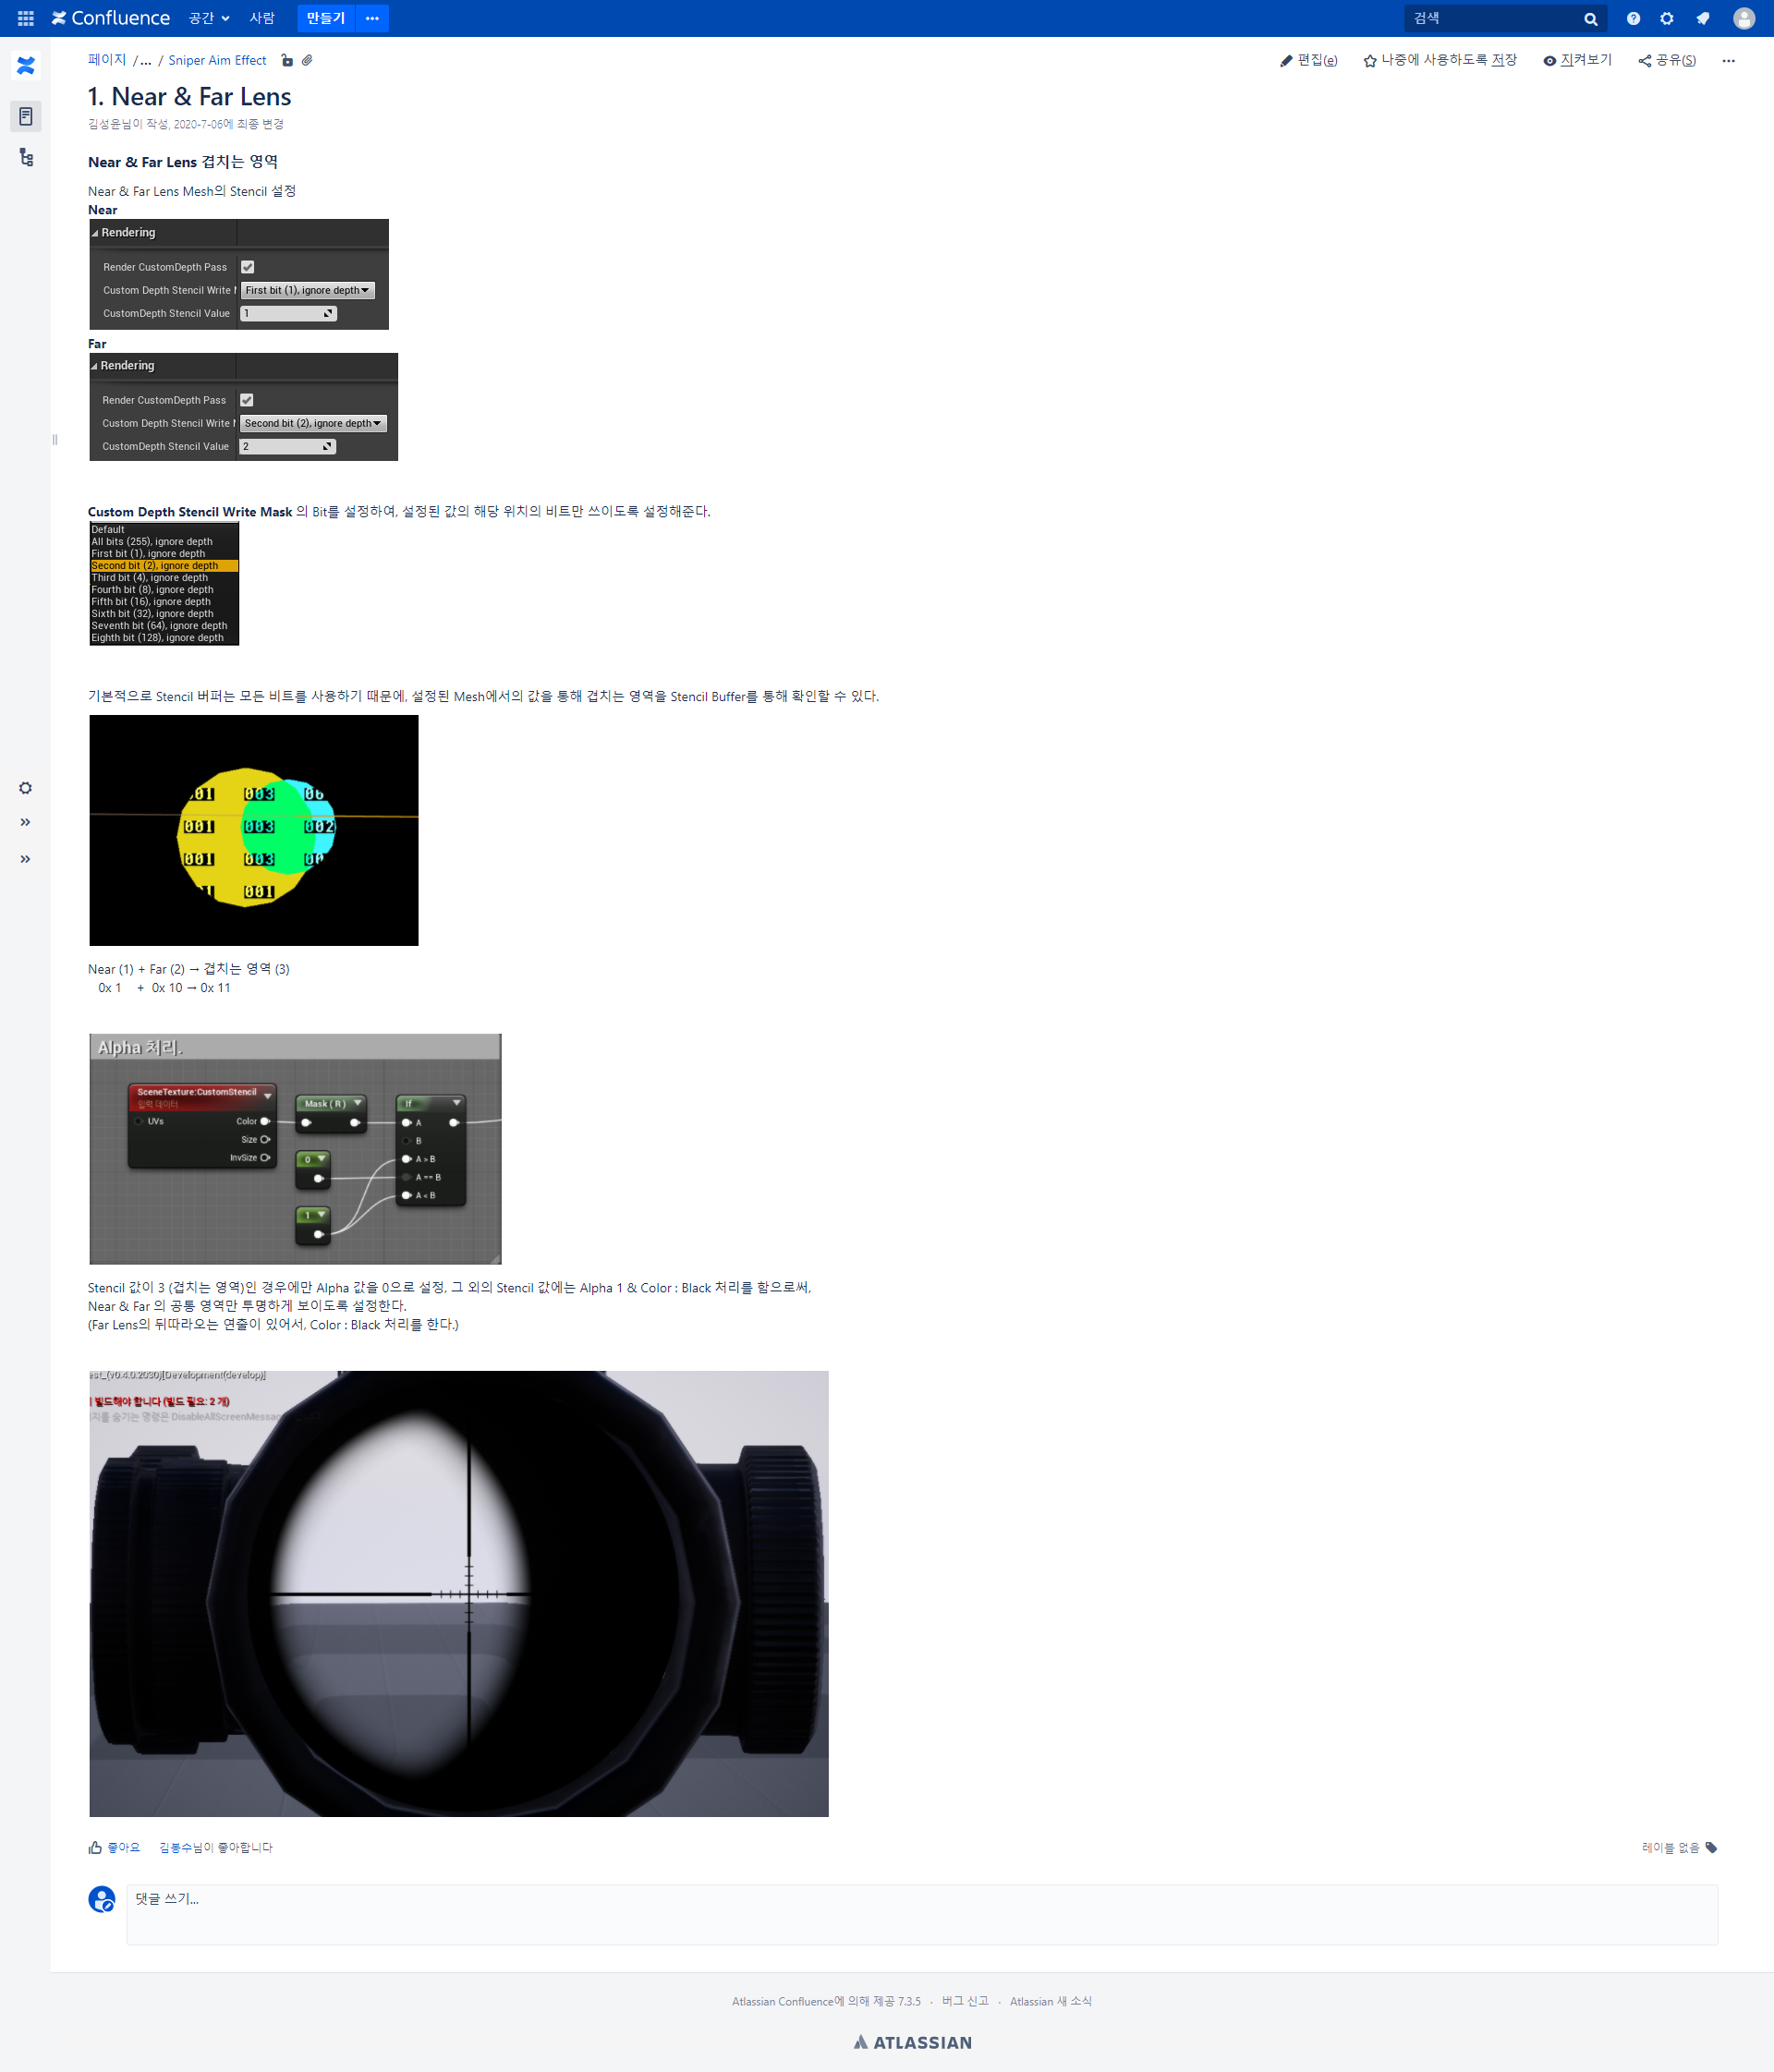 Confluence 공간 사람 만들기 ••• 검색
페이지 /... / Sniper Aim Effect 편집(e) 나중에 사용하도록 저장 지켜보기 공유(S) •••
1. Near & Far Lens
김성윤님이 작성, 2020-7-06에 최종 변경
Near & Far Lens 겹치는 영역
Near & Far Lens Mesh의 Stencil 설정
Near
Rendering
Render CustomDepth Pass
Custom Depth Stencil Write First bit (1), ignore depth
CustomDepth Stencil Value 1
Far
Rendering
Render CustomDepth Pass
Custom Depth Stencil Write Second bit (2), ignore depth
CustomDepth Stencil Value 2
Custom Depth Stencil Write Mask 의 Bit를 설정하여, 설정된 값의 해당 위치의 비트만 쓰이도록 설정해준다.
Default
All bits (255), ignore depth
First bit (1), ignore depth
Second bit (2), ignore depth
Third bit (4), ignore depth
Fourth bit (8), ignore depth
Fifth bit (16), ignore depth
Sixth bit (32), ignore depth
Seventh bit (64), ignore depth
Eighth bit (128), ignore depth
기본적으로 Stencil 버퍼는 모든 비트를 사용하기 때문에, 설정된 Mesh에서의 값을 통해 겹치는 영역을 Stencil Buffer를 통해 확인할 수 있다.
001 003
001 003 002
001 003
001
Near (1) + Far (2) → 겹치는 영역 (3)
0x 1 + 0x 10 → 0x 11
Alpha 처리.
SceneTexture:CustomStencil
입력 데이터
UVs Color
Size
InvSize
Mask ( R )
0
1
If
A
B
A > B
A == B
A < B
Stencil 값이 3 (겹치는 영역)인 경우에만 Alpha 값을 0으로 설정, 그 외의 Stencil 값에는 Alpha 1 & Color : Black 처리를 함으로써,
Near & Far 의 공통 영역만 투명하게 보이도록 설정한다.
(Far Lens의 뒤따라오는 연출이 있어서, Color : Black 처리를 한다.)
est_(v0.4.0.2030)[Development(develop)]
빌드해야 합니다 (빌드 필요: 2 개)
지를 숨기는 명령은 DisableAllScreenMessa
좋아요 김봉수님이 좋아합니다 레이블 없음
댓글 쓰기...
Atlassian Confluence에 의해 제공 7.3.5 · 버그 신고 · Atlassian 새 소식
ATLASSIAN